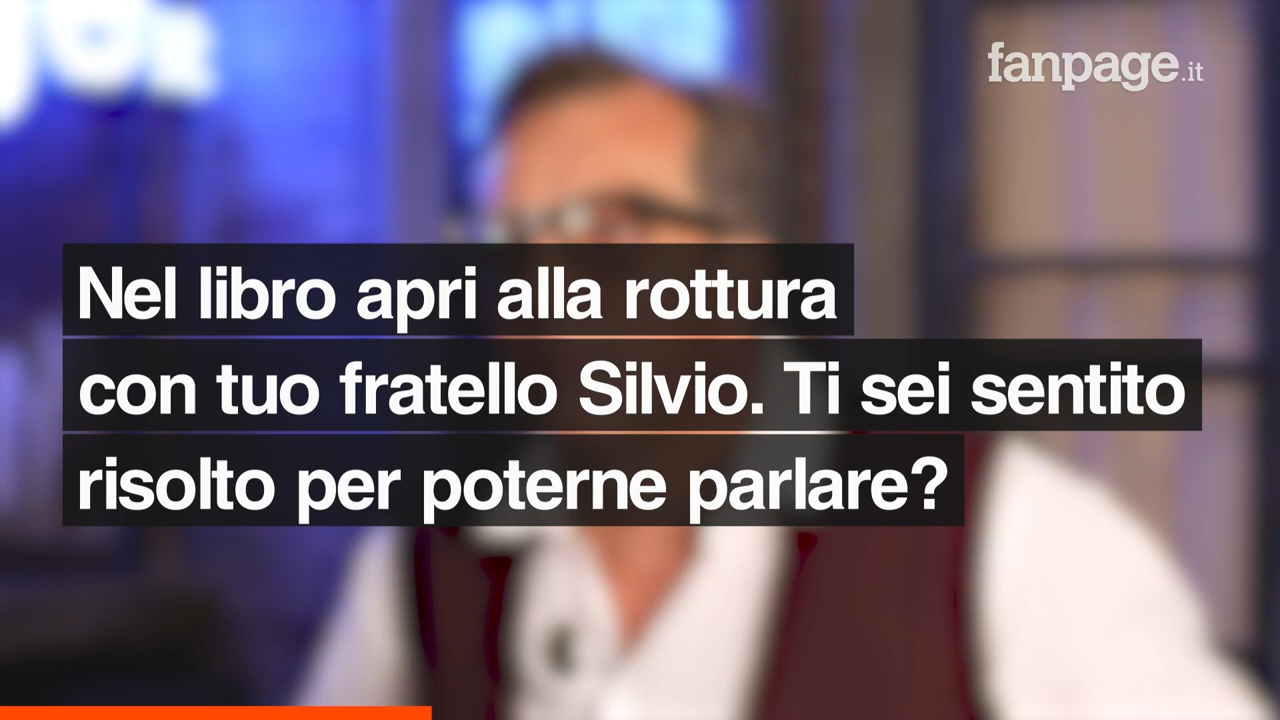 fanpage.it
Nel libro apri alla rottura
con tuo fratello Silvio. Ti sei sentito
risolto per poterne parlare?